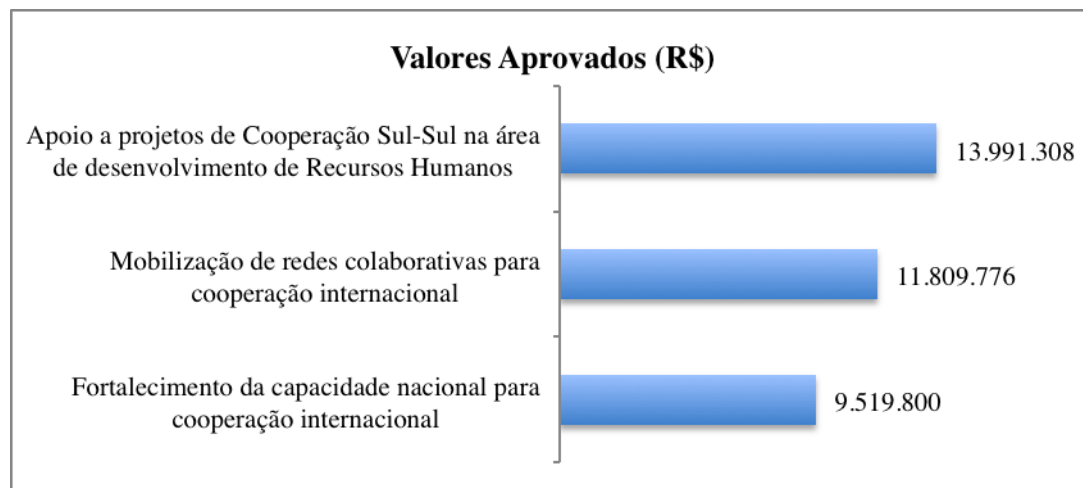 Valores Aprovados (R$)
Apoio a projetos de Cooperação Sul-Sul na área
de desenvolvimento de Recursos Humanos
13.991.308
Mobilização de redes colaborativas para
cooperação internacional
11.809.776
Fortalecimento da capacidade nacional para
cooperação internacional
9.519.800